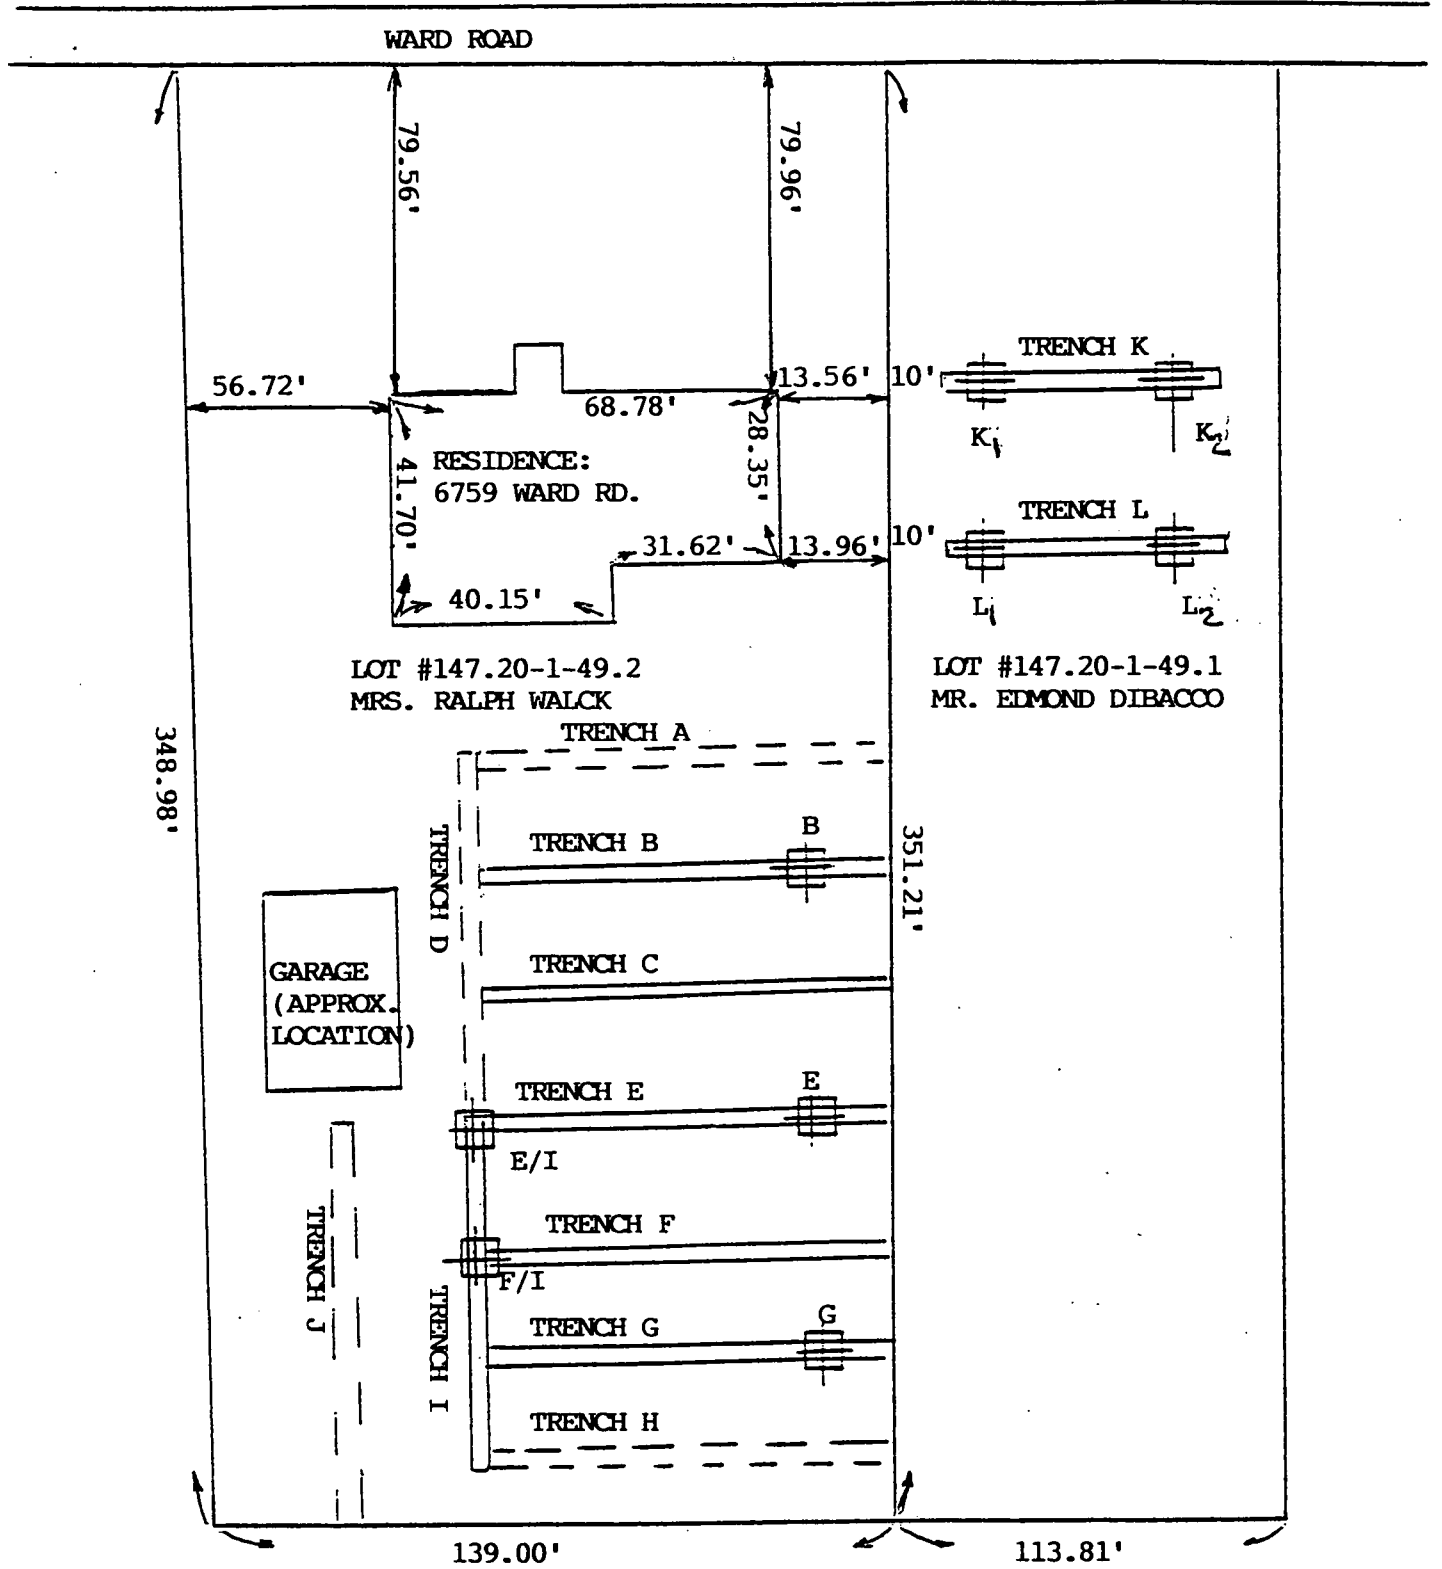 WARD ROAD
79.56'
79.96'
TRENCH K
56.72'
13.56'
10'
68.78'
28.35'
K1
K2
RESIDENCE:
6759 WARD RD.
41.70'
TRENCH L
31.62'
13.96'
10'
40.15'
L1
L2
LOT #147.20-1-49.2
MRS. RALPH WALCK
LOT #147.20-1-49.1
MR. EDMOND DIBACCO
TRENCH A
348.98'
TRENCH B
B
TRENCH D
351.21'
TRENCH C
GARAGE
(APPROX.
LOCATION)
TRENCH E
E
E/I
TRENCH F
TRENCH J
F/I
TRENCH I
TRENCH G
G
TRENCH H
139.00'
113.81'